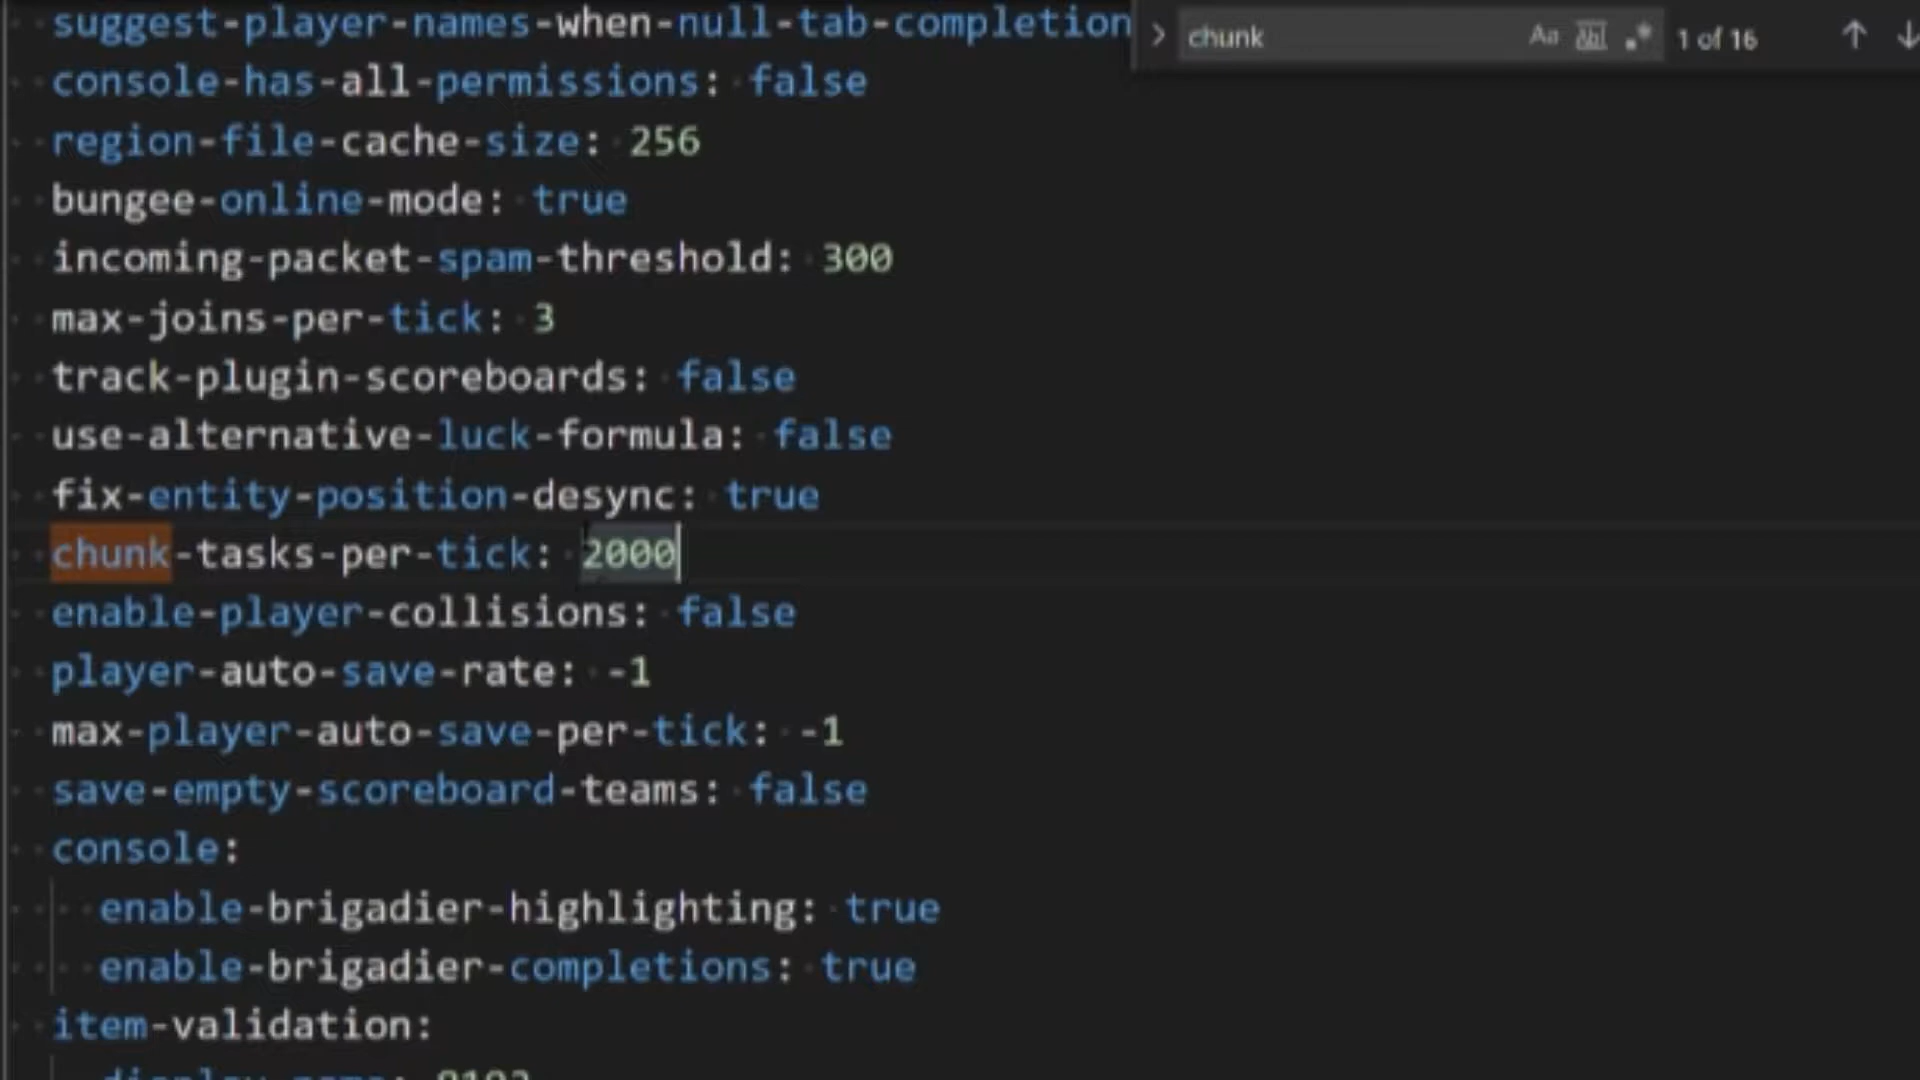 suggest-player-names-when-null-tab-completion
chunk
Aa
Abl
.*
1 of 16
console-has-all-permissions: false
region-file-cache-size: 256
bungee-online-mode: true
incoming-packet-spam-threshold: 300
max-joins-per-tick: 3
track-plugin-scoreboards: false
use-alternative-luck-formula: false
fix-entity-position-desync: true
chunk-tasks-per-tick: 2000
enable-player-collisions: false
player-auto-save-rate: -1
max-player-auto-save-per-tick: -1
save-empty-scoreboard-teams: false
console:
enable-brigadier-highlighting: true
enable-brigadier-completions: true
item-validation: